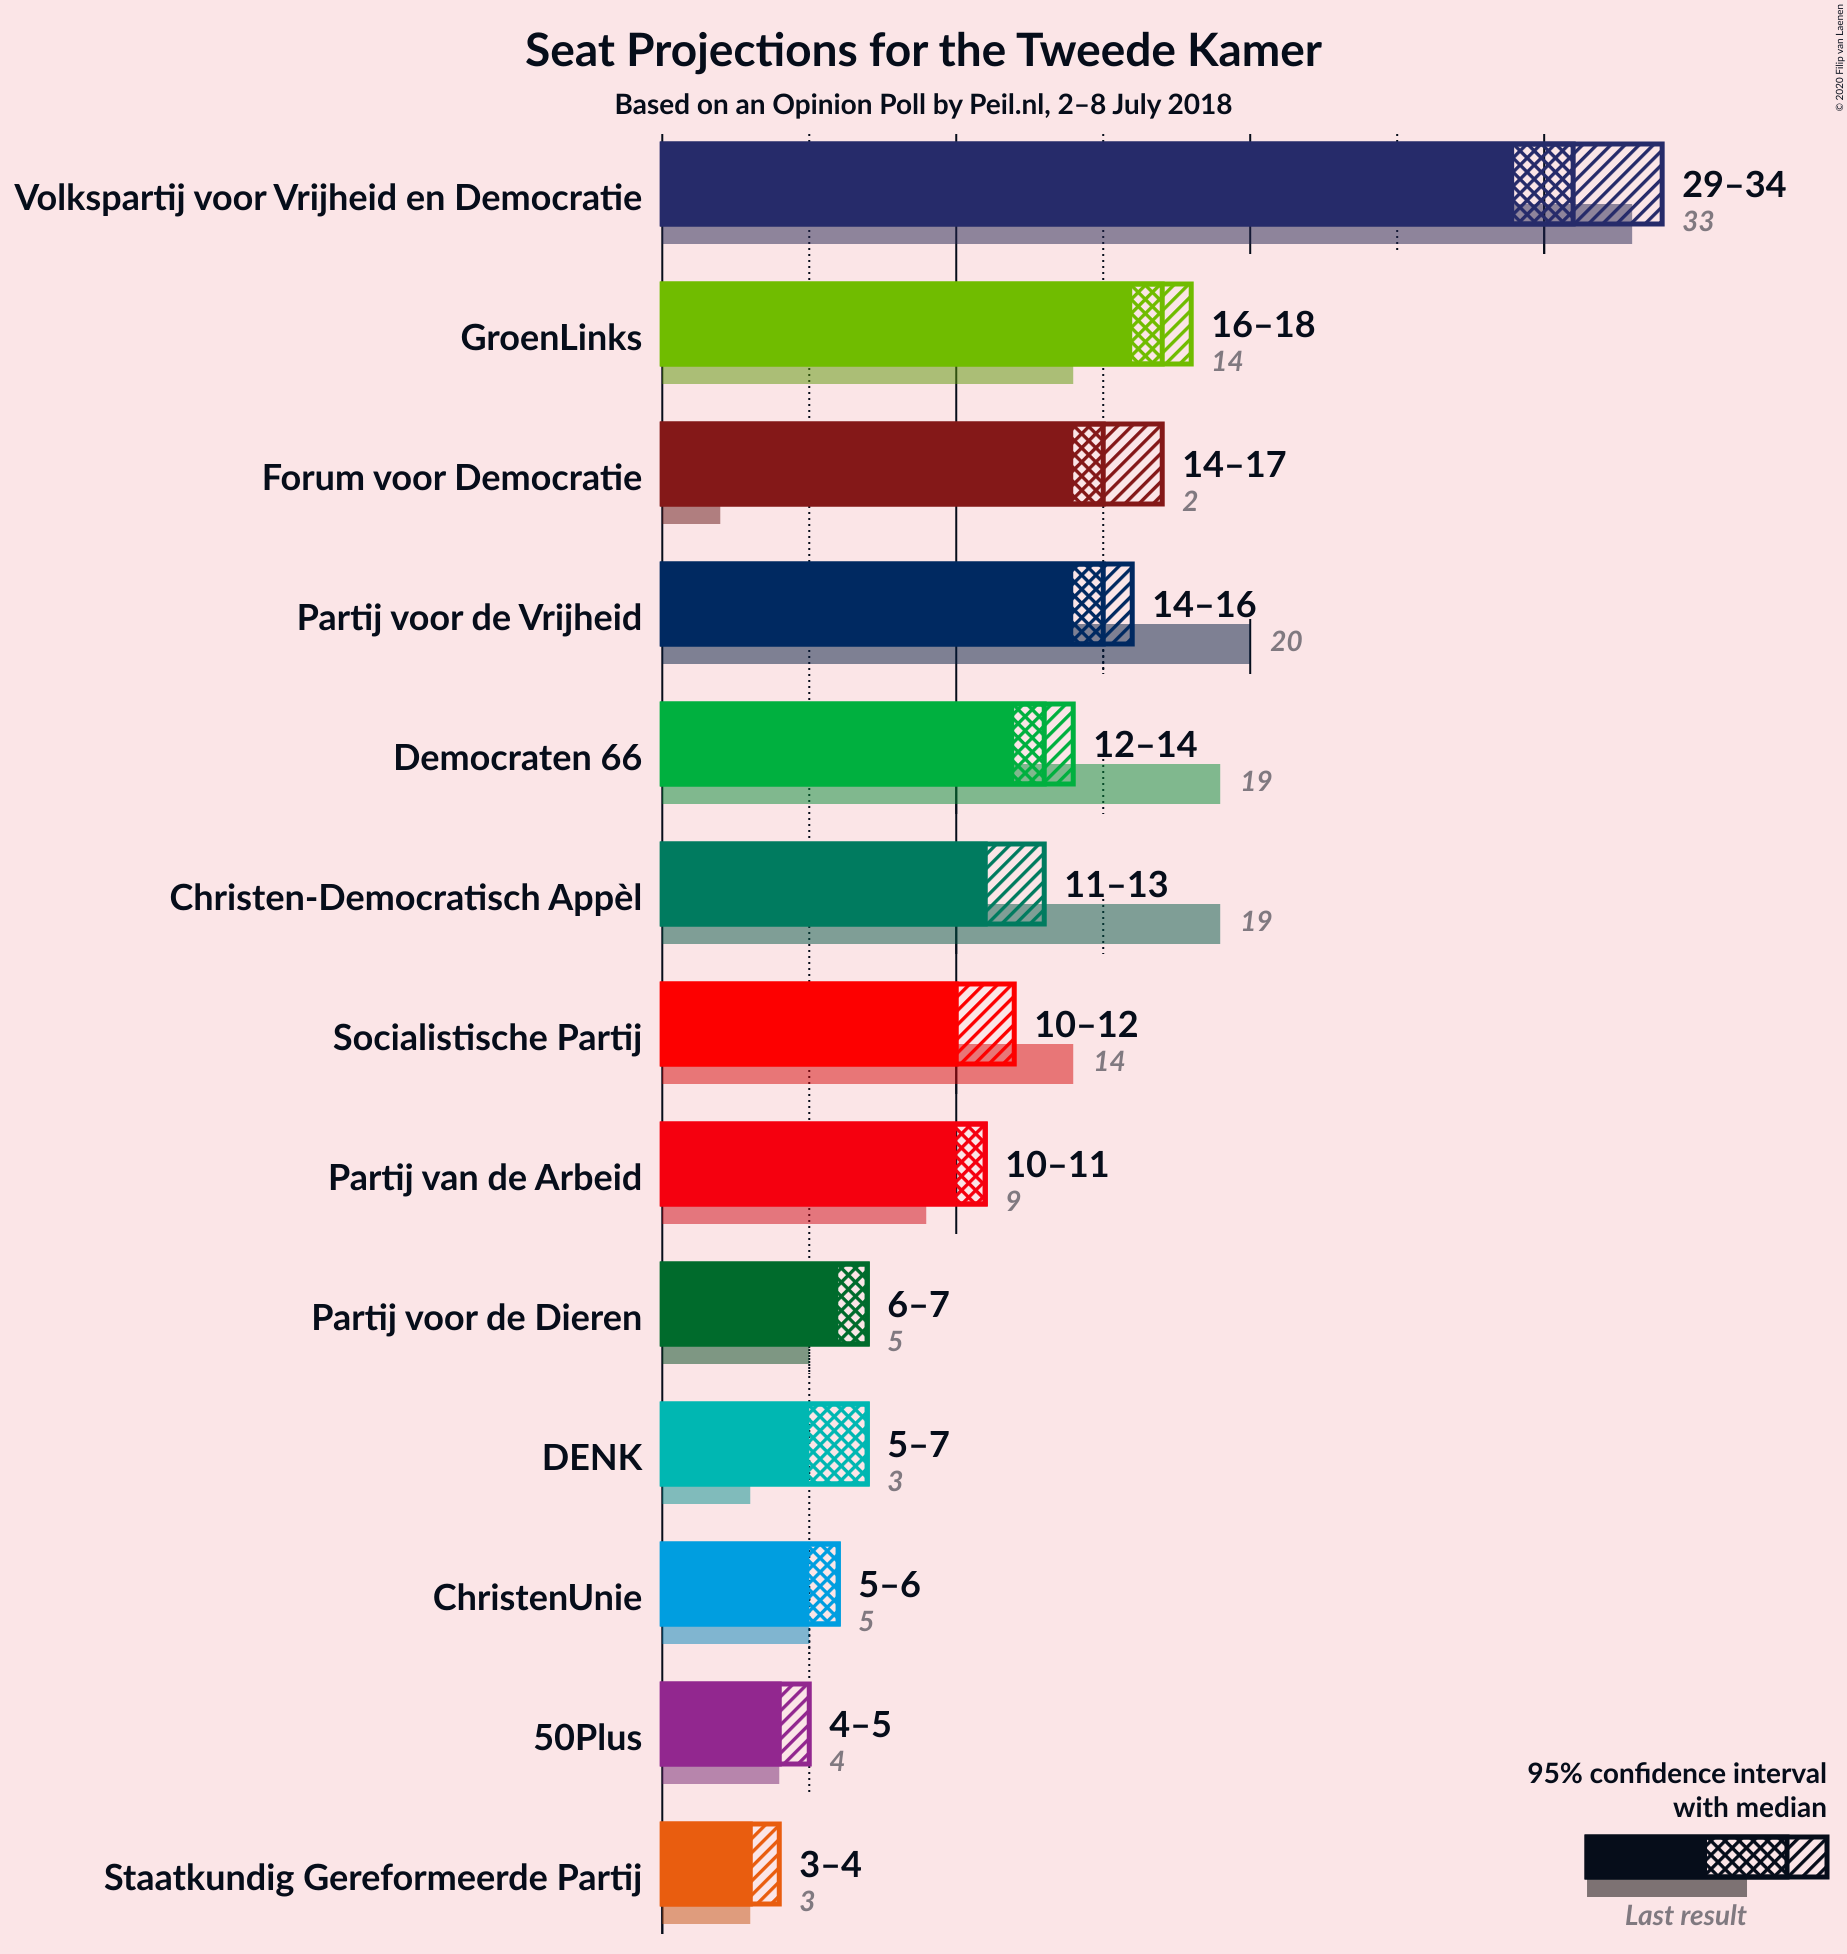 © 2020 Filip van Laenen
Seat Projections for the Tweede Kamer
Based on an Opinion Poll by Peil.nl, 2–8 July 2018
Volkspartij voor Vrijheid en Democratie
29–34
33
GroenLinks
16–18
14
Forum voor Democratie
14–17
2
Partij voor de Vrijheid
14–16
20
Democraten 66
12–14
19
Christen-Democratisch Appèl
11–13
19
Socialistische Partij
10–12
14
Partij van de Arbeid
10–11
9
Partij voor de Dieren
6–7
5
DENK
5–7
3
ChristenUnie
5–6
5
50Plus
4–5
4
Staatkundig Gereformeerde Partij
3–4
3
95% confidence interval
with median
Last result